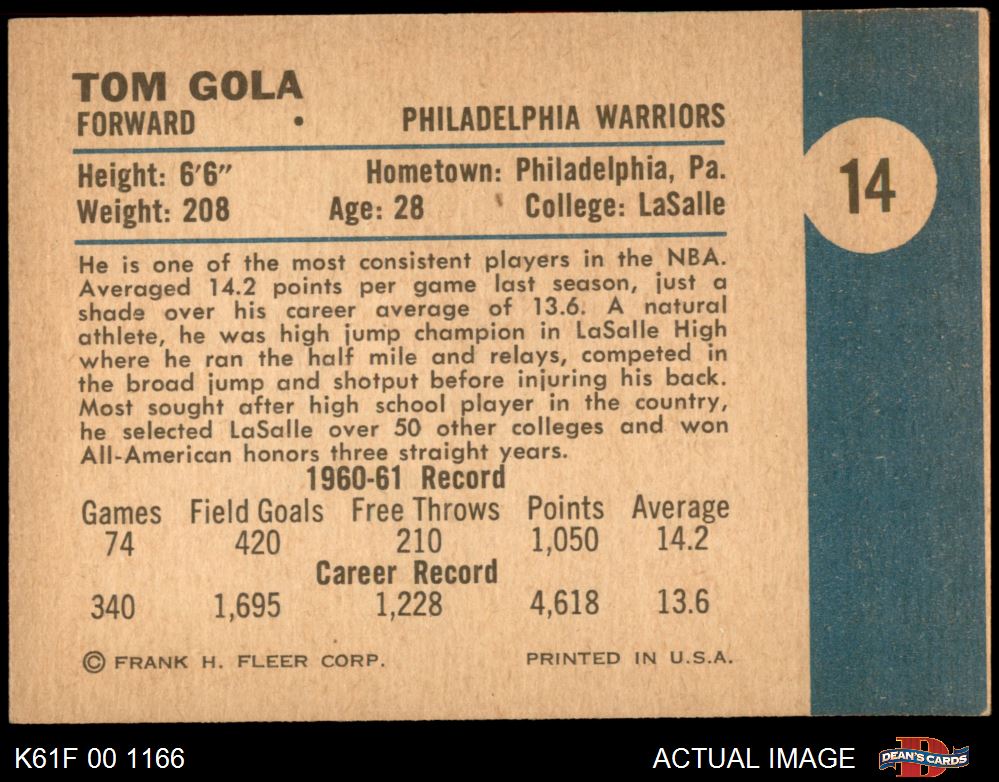 TOM GOLA
FORWARD • PHILADELPHIA WARRIORS
14
Height: 6'6" Hometown: Philadelphia, Pa.
Weight: 208 Age: 28 College: LaSalle
He is one of the most consistent players in the NBA.
Averaged 14.2 points per game last season, just a
shade over his career average of 13.6. A natural
athlete, he was high jump champion in LaSalle High
where he ran the half mile and relays, competed in
the broad jump and shotput before injuring his back.
Most sought after high school player in the country,
he selected LaSalle over 50 other colleges and won
All-American honors three straight years.
1960-61 Record
Games Field Goals Free Throws Points Average
74 420 210 1,050 14.2
Career Record
340 1,695 1,228 4,618 13.6
© FRANK H. FLEER CORP. PRINTED IN U.S.A.
K61F 00 1166 ACTUAL IMAGE DEAN'S CARDS